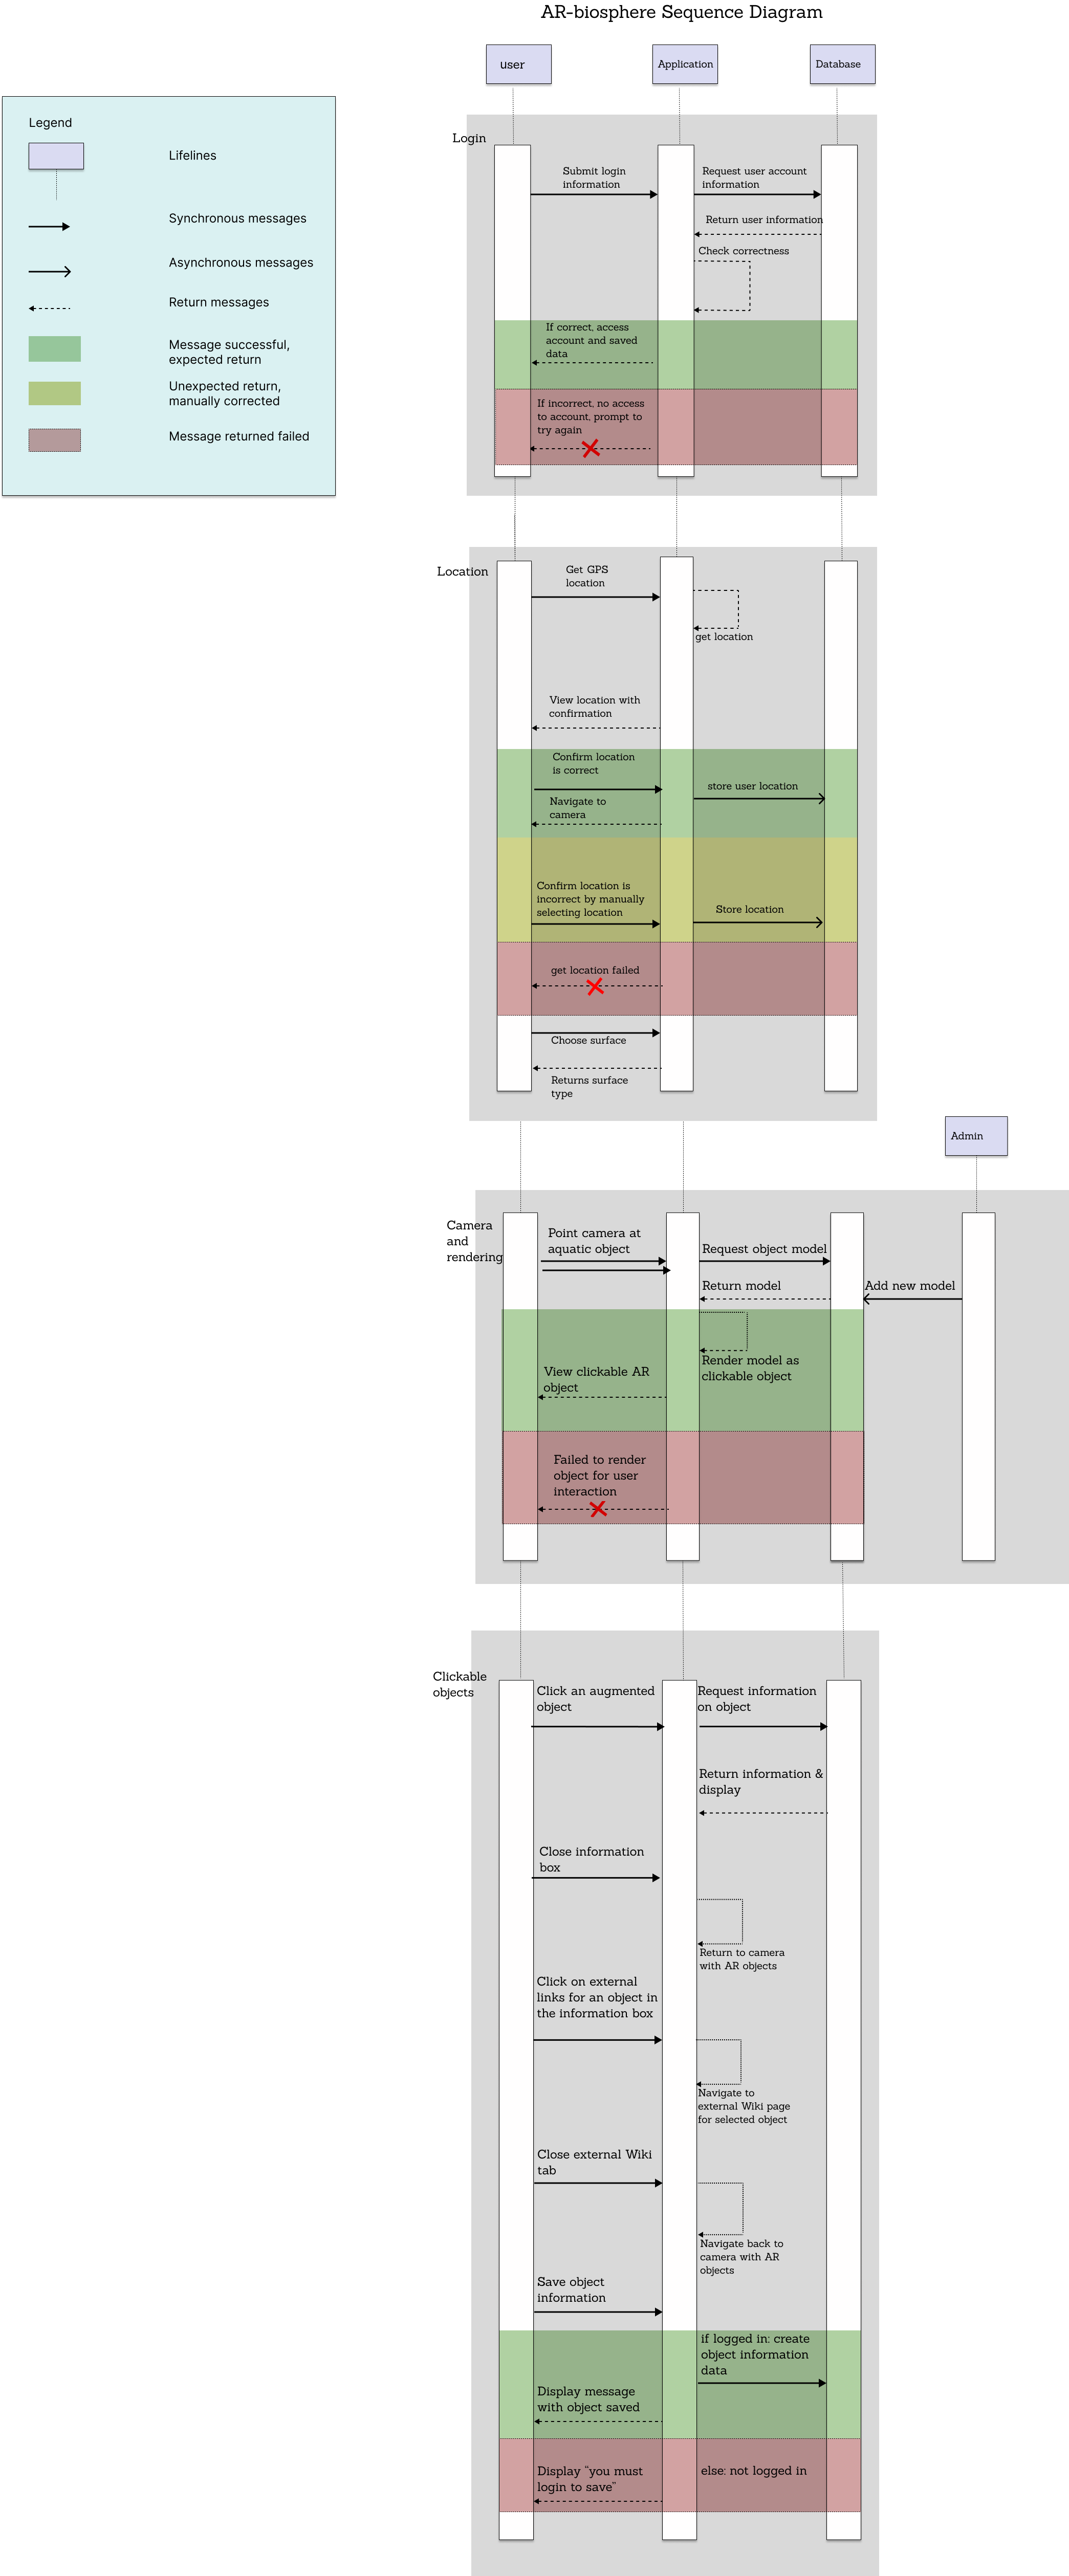 AR-biosphere Sequence Diagram
user
Application
Database
Legend
Lifelines
Synchronous messages
Asynchronous messages
Return messages
Message successful,
expected return
Unexpected return,
manually corrected
Message returned failed
Login
Submit login
information
Request user account
information
Return user information
Check correctness
If correct, access
account and saved
data
If incorrect, no access
to account, prompt to
try again
Location
Get GPS
location
get location
View location with
confirmation
Confirm location
is correct
store user location
Navigate to
camera
Confirm location is
incorrect by manually
selecting location
Store location
get location failed
Choose surface
Returns surface
type
Admin
Camera
and
rendering
Point camera at
aquatic object
Request object model
Return model
Add new model
Render model as
clickable object
View clickable AR
object
Failed to render
object for user
interaction
Clickable
objects
Click an augmented
object
Request information
on object
Return information &
display
Close information
box
Return to camera
with AR objects
Click on external
links for an object in
the information box
Navigate to
external Wiki page
for selected object
Close external Wiki
tab
Navigate back to
camera with AR
objects
Save object
information
if logged in: create
object information
data
Display message
with object saved
Display "you must
login to save"
else: not logged in